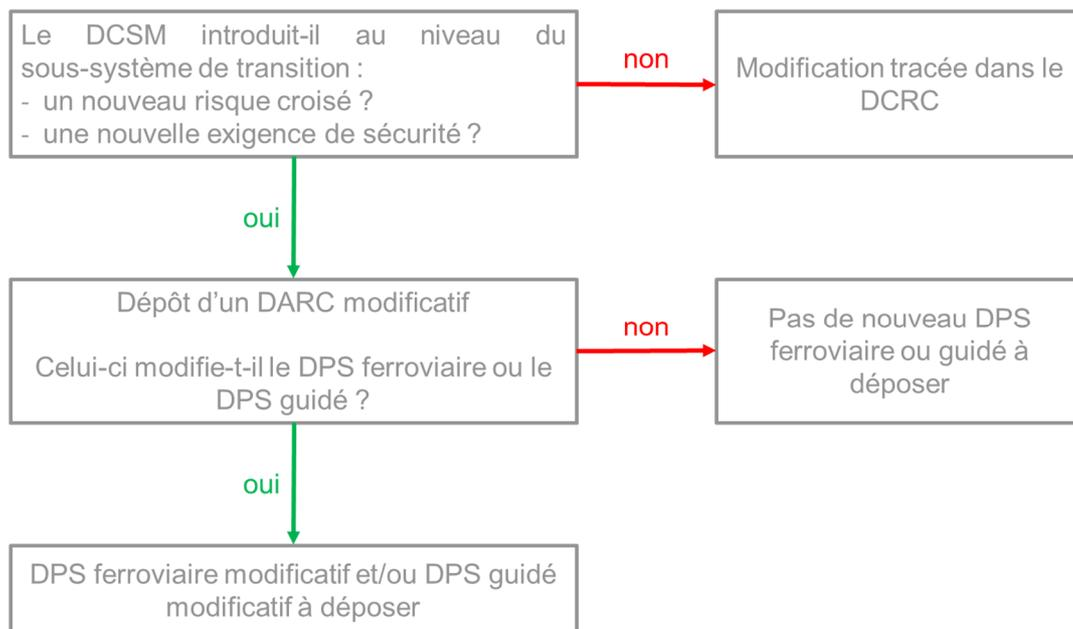 Le DCSM introduit-il au niveau du
sous-système de transition :
- un nouveau risque croisé ?
- une nouvelle exigence de sécurité ?
non
Modification tracée dans le
DCRC
oui
Dépôt d’un DARC modificatif
Celui-ci modifie-t-il le DPS ferroviaire ou le
DPS guidé ?
non
Pas de nouveau DPS
ferroviaire ou guidé à
déposer
oui
DPS ferroviaire modificatif et/ou DPS guidé
modificatif à déposer